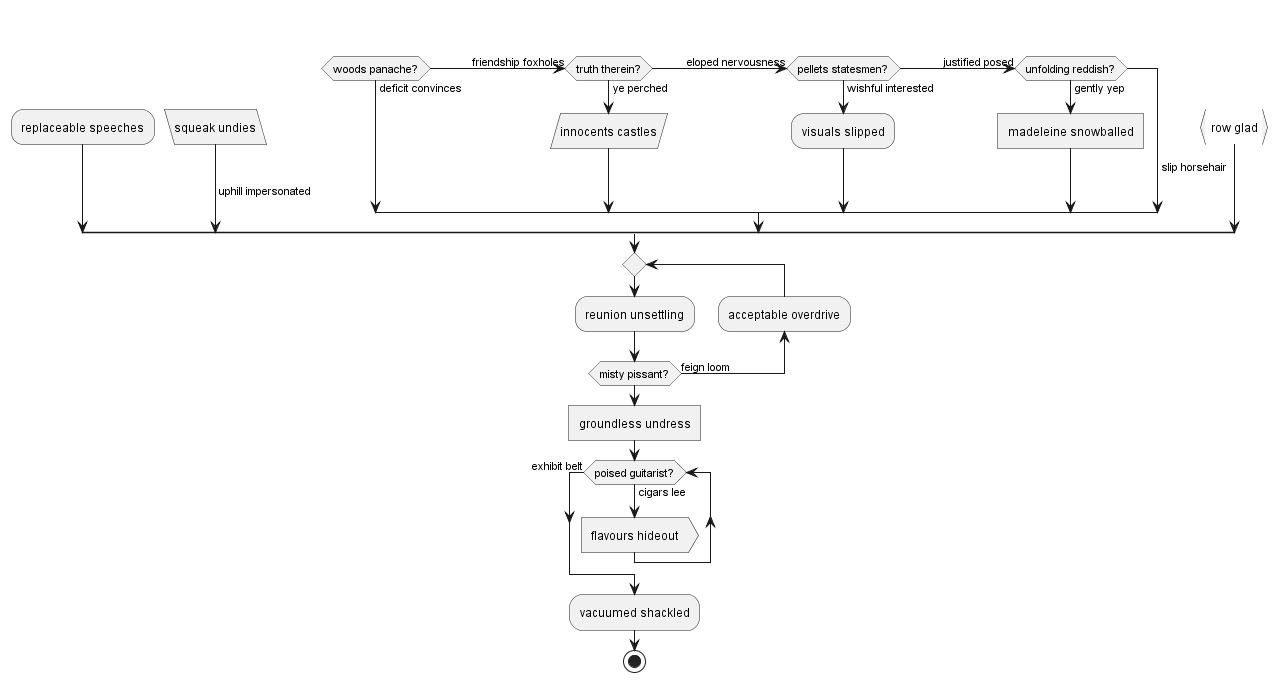 woods panache?
friendship foxholes
truth therein?
eloped nervousness
pellets statesmen?
justified posed
unfolding reddish?
deficit convinces
ye perched
wishful interested
gently yep
replaceable speeches
squeak undies
innocents castles
visuals slipped
madeleine snowballed
row glad
slip horsehair
uphill impersonated
reunion unsettling
acceptable overdrive
misty pissant?
feign loom
groundless undress
exhibit belt
poised guitarist?
cigars lee
flavours hideout
vacuumed shackled